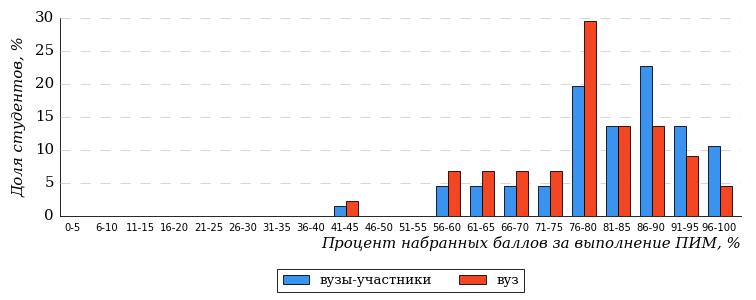 Доля студентов, %
30
25
20
15
10
5
0
0-5 6-10 11-15 16-20 21-25 26-30 31-35 36-40 41-45 46-50 51-55 56-60 61-65 66-70 71-75 76-80 81-85 86-90 91-95 96-100
Процент набранных баллов за выполнение ПИМ, %
вузы-участники вуз